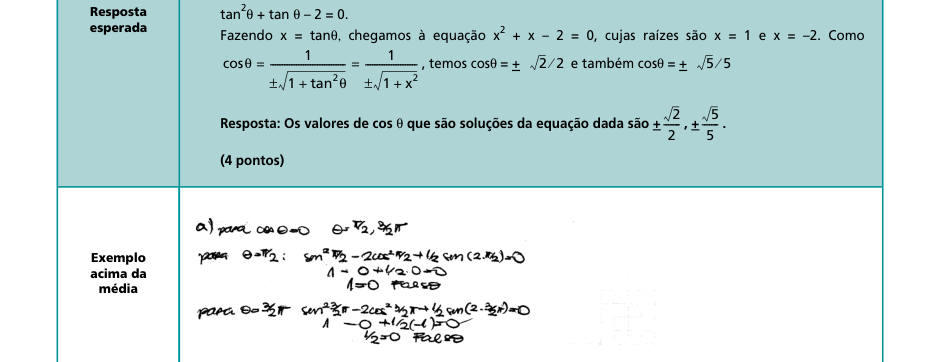 Resposta esperada
tan²θ + tan θ – 2 = 0.
Fazendo x = tanθ, chegamos à equação x² + x – 2 = 0, cujas raízes são x = 1 e x = –2. Como
cosθ = 1/±√(1 + tan²θ) = 1/±√(1 + x²) , temos cosθ = ± √2/2 e também cosθ = ± √5/5
Resposta: Os valores de cos θ que são soluções da equação dada são ± √2/2 , ± √5/5 .
(4 pontos)
Exemplo acima da média
a) para cos θ=0 θ= π/2, 3/2π
para θ=π/2 : sen² π/2 – 2cos² π/2 + 1/2 sen (2.π/2)=0
1 – 0 + 1/2 . 0=0
1=0 Falso
para θ=3/2π sen² 3/2π – 2cos² 3/2π + 1/2 sen(2. 3/2π)=0
1 – 0 + 1/2(-1)=0
1/2=0 Falso